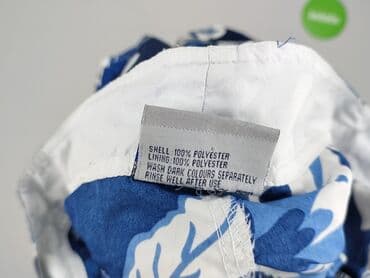 SHELL: 100% POLYESTER
LINING: 100% POLYESTER
WASH DARK COLOURS SEPARATELY
RINSE WELL AFTER USE